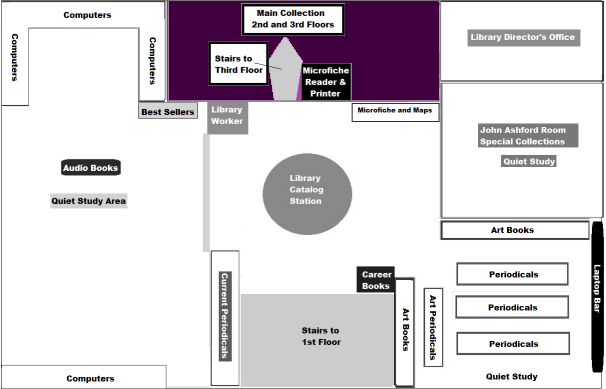 Computers
Main Collection
2nd and 3rd Floors
Library Director's Office
Computers
Computers
Stairs to
Third Floor
Microfiche
Reader &
Printer
Best Sellers
Library
Worker
Microfiche and Maps
John Ashford Room
Special Collections
Quiet Study
Audio Books
Library
Catalog
Station
Quiet Study Area
Art Books
Laptop Bar
Current Periodicals
Career
Books
Periodicals
Art Books
Art Periodicals
Periodicals
Stairs to
1st Floor
Periodicals
Computers
Quiet Study